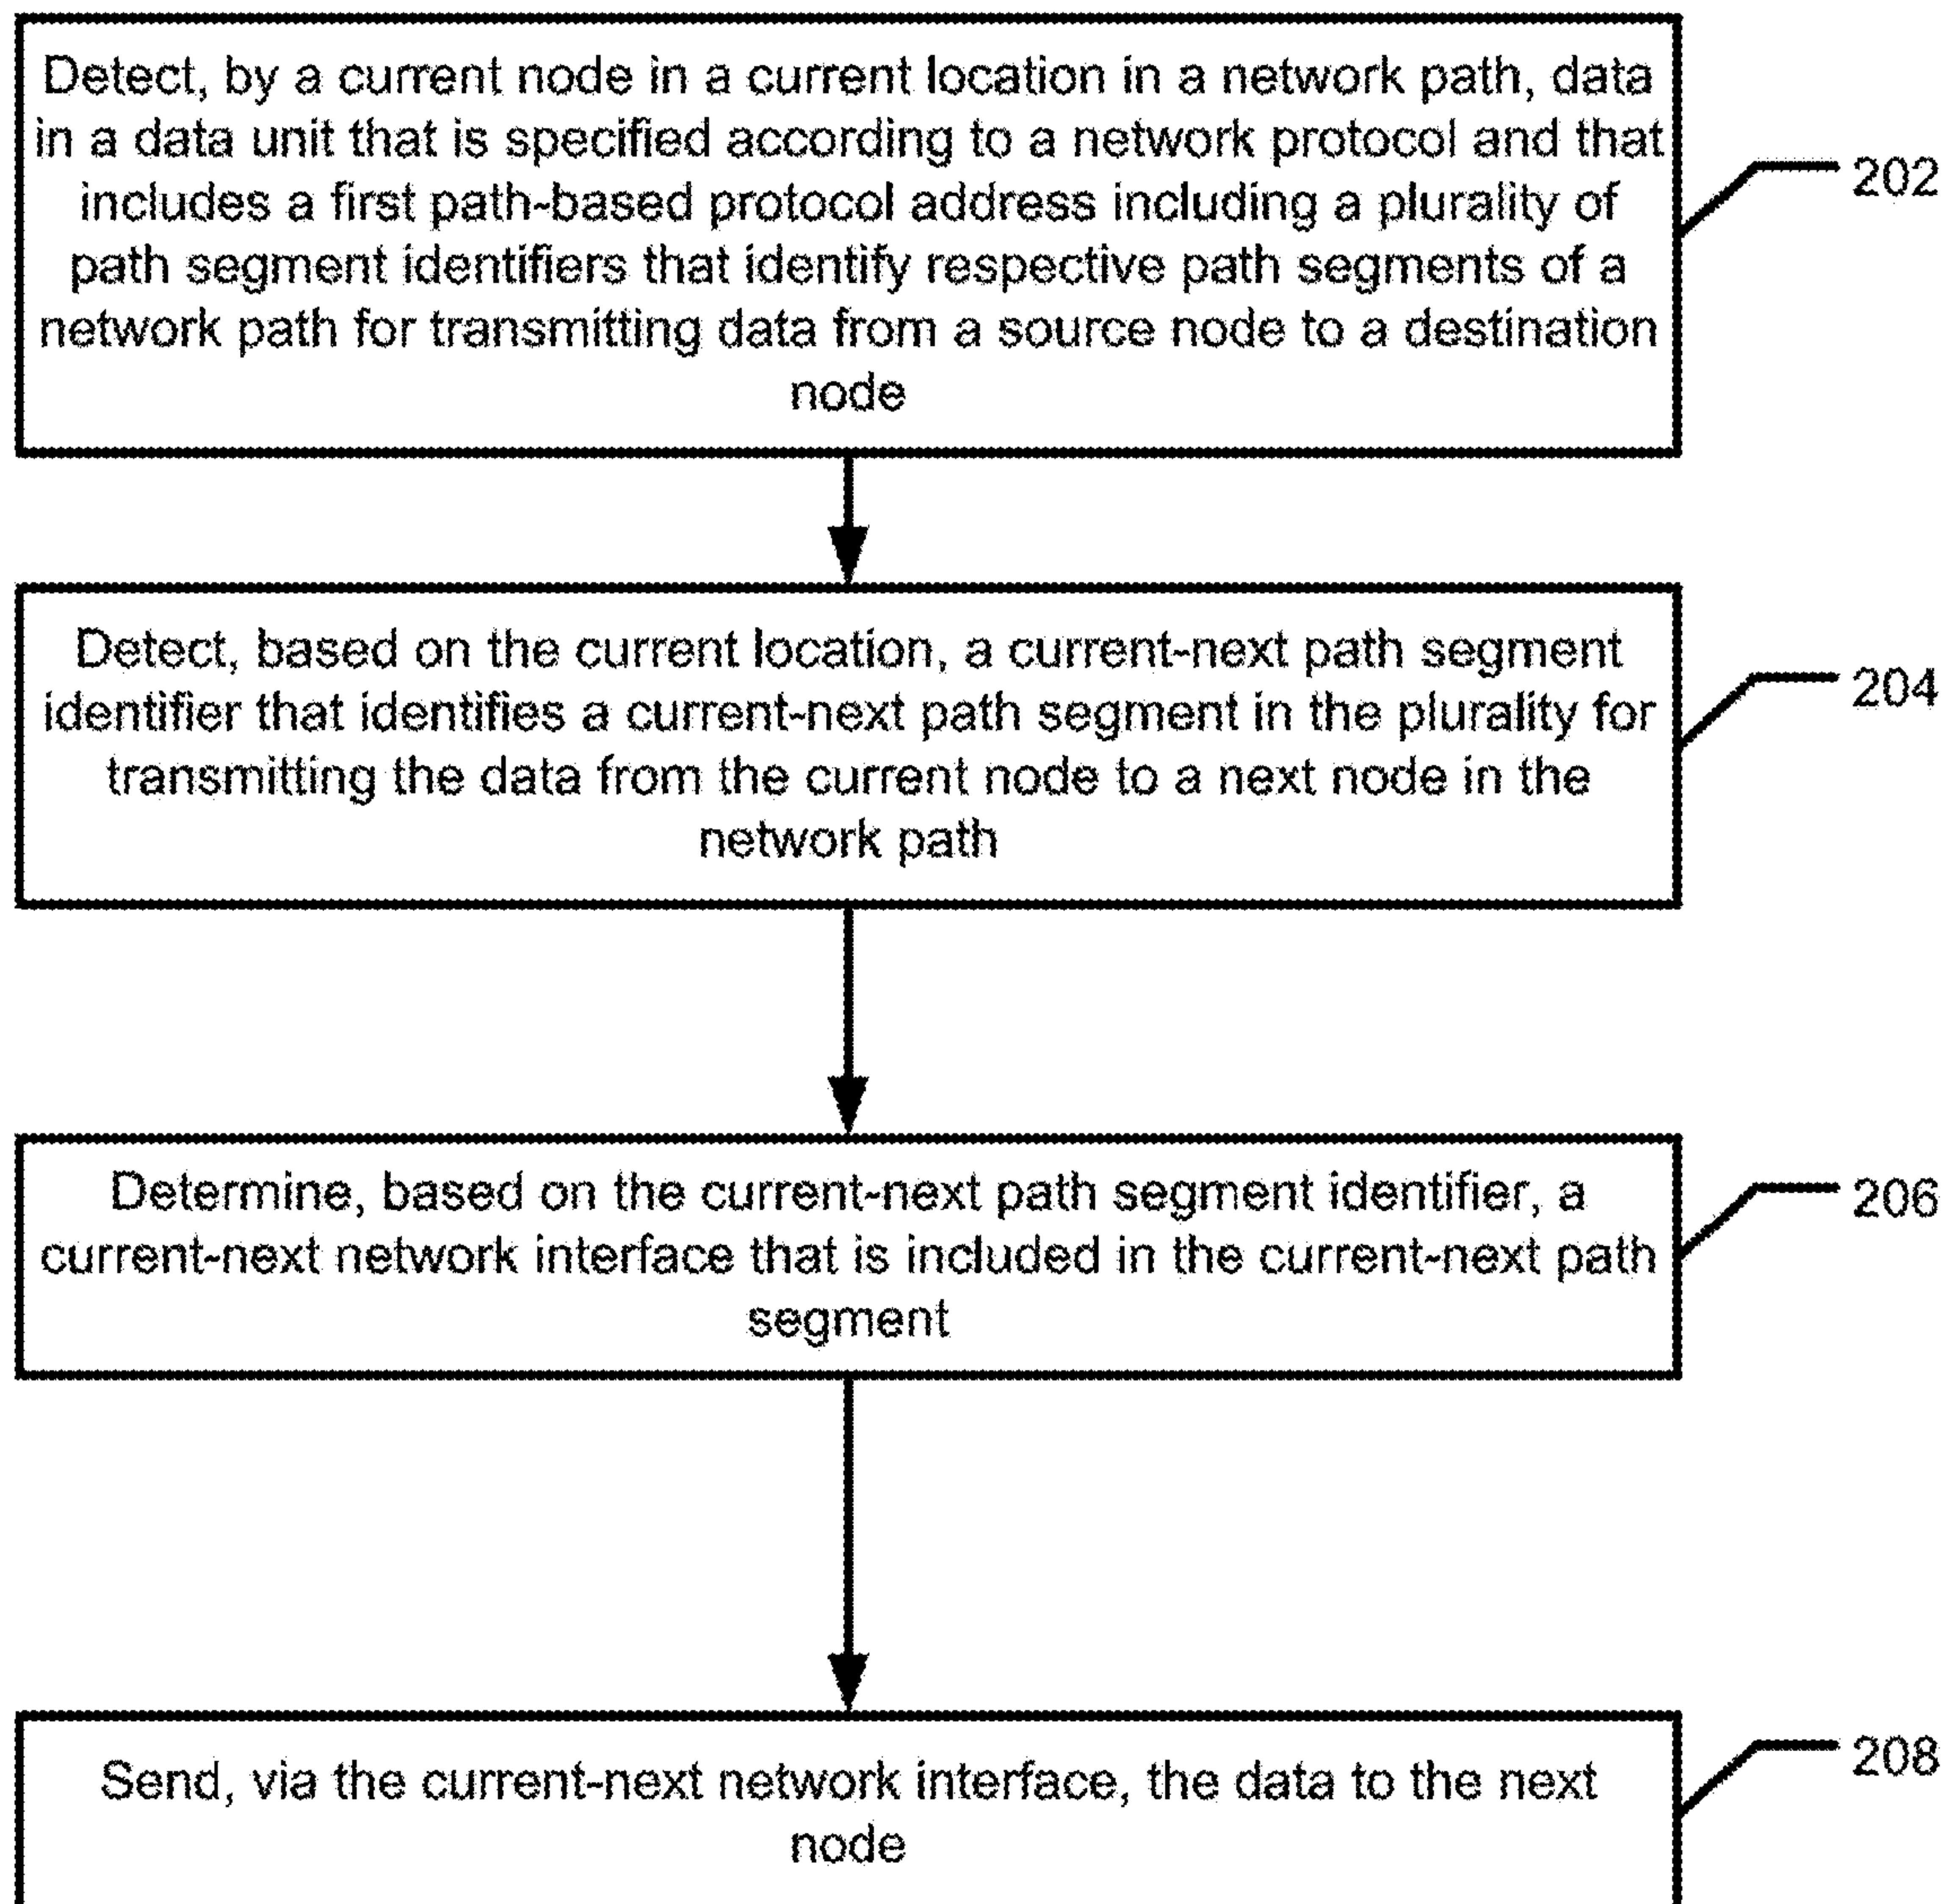 Detect, by a current node in a current location in a network path, data
in a data unit that is specified according to a network protocol and that
includes a first path-based protocol address including a plurality of
path segment identifiers that identify respective path segments of a
network path for transmitting data from a source node to a destination
node
202
Detect, based on the current location, a current-next path segment
identifier that identifies a current-next path segment in the plurality for
transmitting the data from the current node to a next node in the
network path
204
Determine, based on the current-next path segment identifier, a
current-next network interface that is included in the current-next path
segment
206
Send, via the current-next network interface, the data to the next
node
208